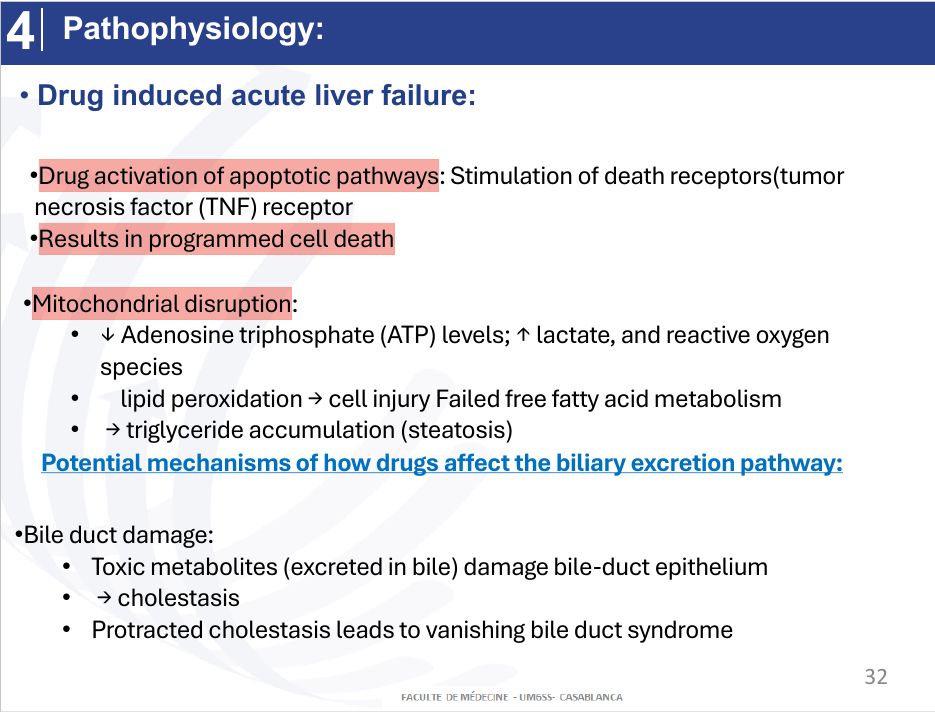 4 Pathophysiology:
• Drug induced acute liver failure:
•Drug activation of apoptotic pathways: Stimulation of death receptors(tumor
necrosis factor (TNF) receptor
•Results in programmed cell death
•Mitochondrial disruption:
• ↓ Adenosine triphosphate (ATP) levels; ↑ lactate, and reactive oxygen
species
• lipid peroxidation → cell injury Failed free fatty acid metabolism
• → triglyceride accumulation (steatosis)
Potential mechanisms of how drugs affect the biliary excretion pathway:
•Bile duct damage:
• Toxic metabolites (excreted in bile) damage bile-duct epithelium
• → cholestasis
• Protracted cholestasis leads to vanishing bile duct syndrome
32
FACULTE DE MÉDECINE - UM6SS- CASABLANCA